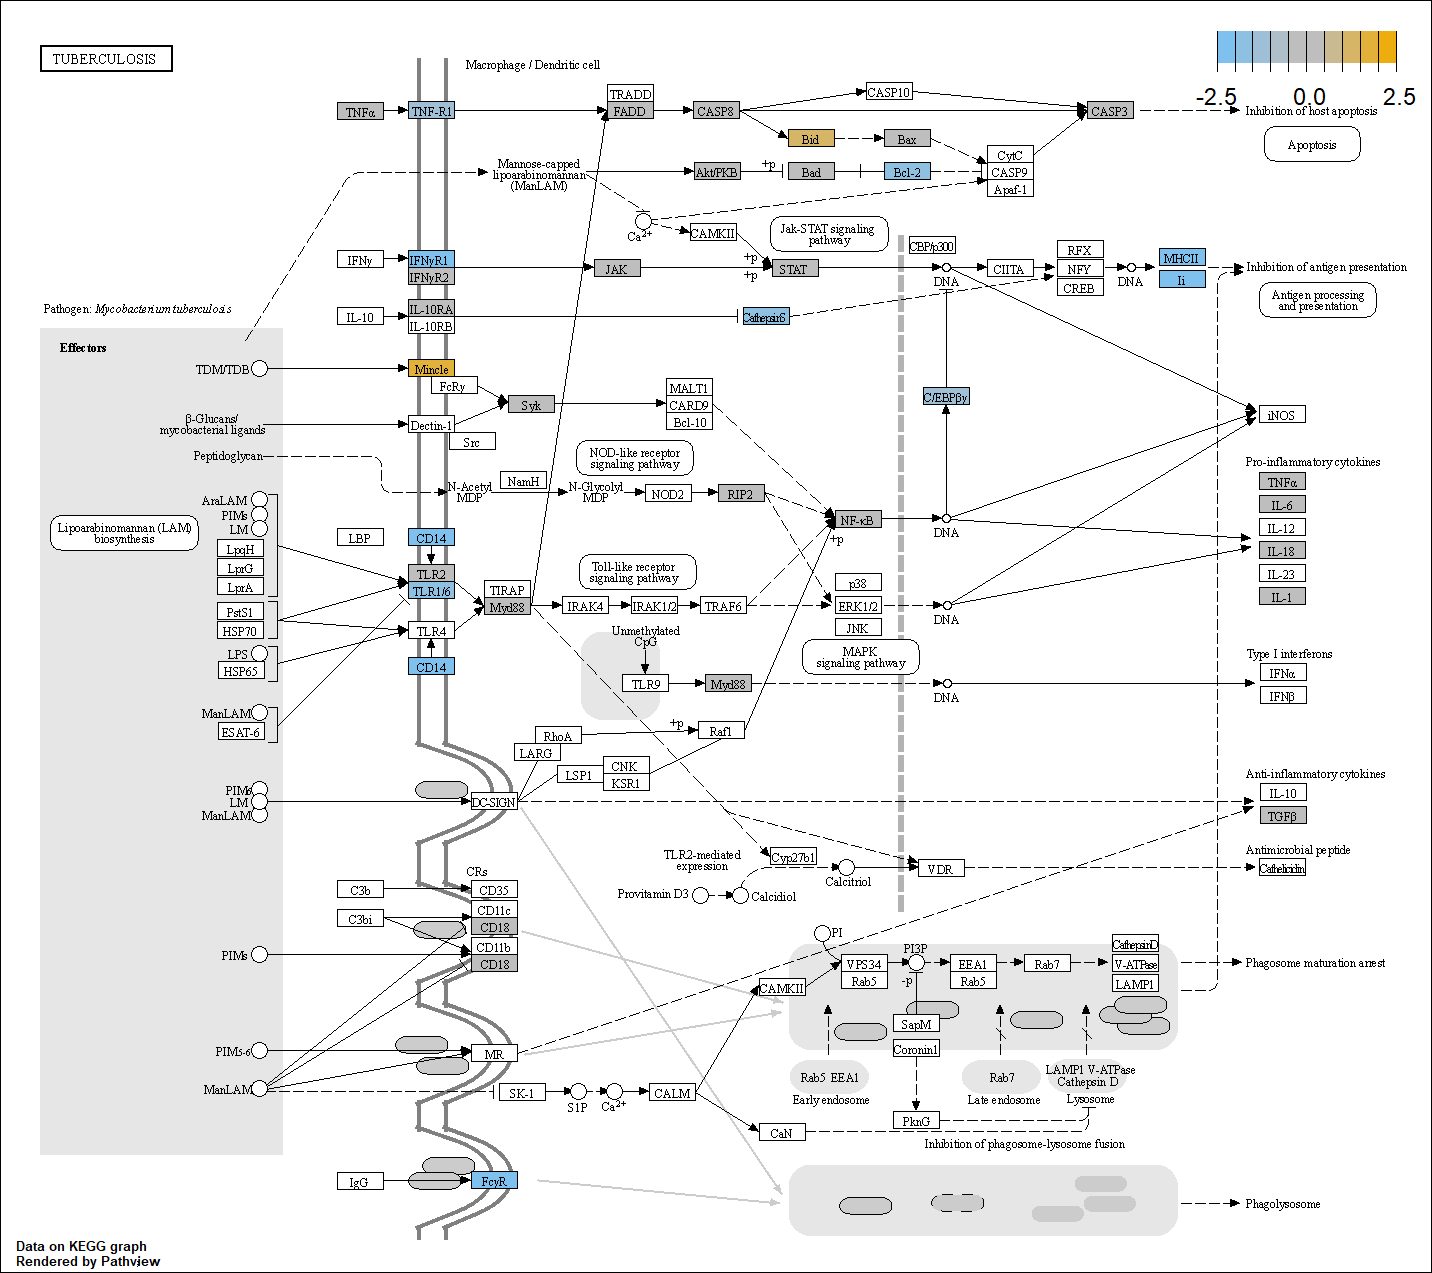 TUBERCULOSIS
Macrophage / Dendritic cell
-2.5
0.0
2.5
TNFα
TNF-R1
TRADD
FADD
CASP8
CASP10
CASP3
Inhibition of host apoptosis
Bid
Bax
Apoptosis
Mannose-capped
lipoarabinomannan
(ManLAM)
Akt/PKB
+p
Bad
Bcl-2
CytC
CASP9
Apaf-1
Ca2+
CAMKII
Jak-STAT signaling
pathway
IFNγ
IFNγR1
IFNγR2
JAK
+p
+p
STAT
CBP/p300
DNA
CIITA
RFX
NFY
CREB
DNA
MHCII
Ii
Inhibition of antigen presentation
Antigen processing
and presentation
Pathogen: Mycobacterium tuberculosis
IL-10
IL-10RA
IL-10RB
CathepsinS
Effectors
TDM/TDB
Mincle
FcRγ
Syk
MALT1
CARD9
Bcl-10
C/EBPβγ
iNOS
β-Glucans/
mycobacterial ligands
Dectin-1
Src
Peptidoglycan
N-Acetyl
MDP
NamH
N-Glycolyl
MDP
NOD2
RIP2
NOD-like receptor
signaling pathway
NF-κB
+p
DNA
Pro-inflammatory cytokines
TNFα
IL-6
IL-12
IL-18
IL-23
IL-1
AraLAM
PIMs
LM
LpqH
LprG
LprA
Lipoarabinomannan (LAM)
biosynthesis
LBP
CD14
TLR2
TLR1/6
TIRAP
Myd88
IRAK4
IRAK1/2
TRAF6
Toll-like receptor
signaling pathway
p38
ERK1/2
JNK
DNA
MAPK
signaling pathway
PstS1
HSP70
TLR4
LPS
HSP65
CD14
Unmethylated
CpG
TLR9
Myd88
DNA
Type I interferons
IFNα
IFNβ
ManLAM
ESAT-6
RhoA
LARG
+p
Raf1
LSP1
CNK
KSR1
PIMs
LM
ManLAM
DC-SIGN
Anti-inflammatory cytokines
IL-10
TGFβ
TLR2-mediated
expression
Cyp27b1
Provitamin D3
Calcidiol
Calcitriol
VDR
Antimicrobial peptide
Cathelicidin
CRs
C3b
CD35
C3bi
CD11c
CD18
CD11b
CD18
PIMs
PI
VPS34
Rab5
PI3P
-p
EEA1
Rab5
Rab7
CathepsinD
V-ATPase
LAMP1
Phagosome maturation arrest
CAMKII
SapM
Coronin1
PIM5-6
MR
Rab5 EEA1
Early endosome
Rab7
Late endosome
LAMP1 V-ATPase
Cathepsin D
Lysosome
ManLAM
SK-1
S1P
Ca2+
CALM
CaN
PknG
Inhibition of phagosome-lysosome fusion
IgG
FcγR
Phagolysosome
Data on KEGG graph
Rendered by Pathview